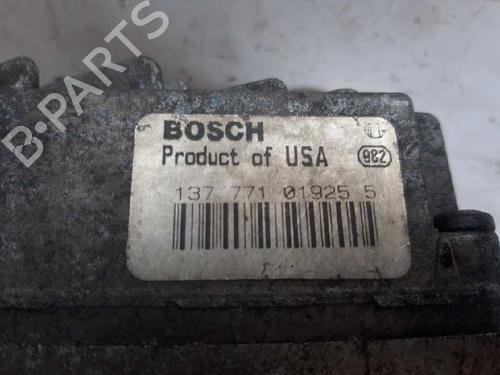 BOSCH
Product of USA 982
137 771 01925 5
B-PARTS